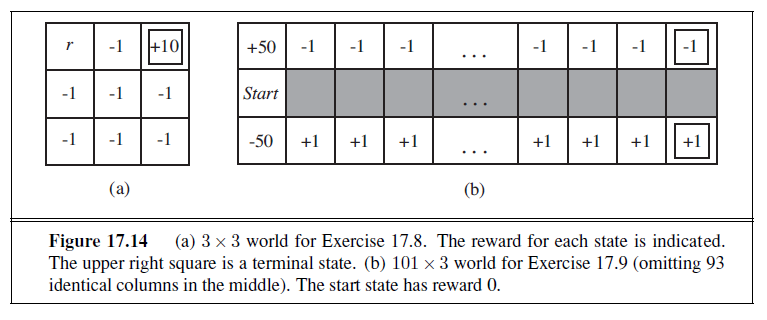 r -1 +10
-1 -1 -1
-1 -1 -1
(a)
+50 -1 -1 -1 ... -1 -1 -1 -1
Start ...
-50 +1 +1 +1 ... +1 +1 +1 +1
(b)
Figure 17.14 (a) 3 × 3 world for Exercise 17.8. The reward for each state is indicated.
The upper right square is a terminal state. (b) 101 × 3 world for Exercise 17.9 (omitting 93
identical columns in the middle). The start state has reward 0.